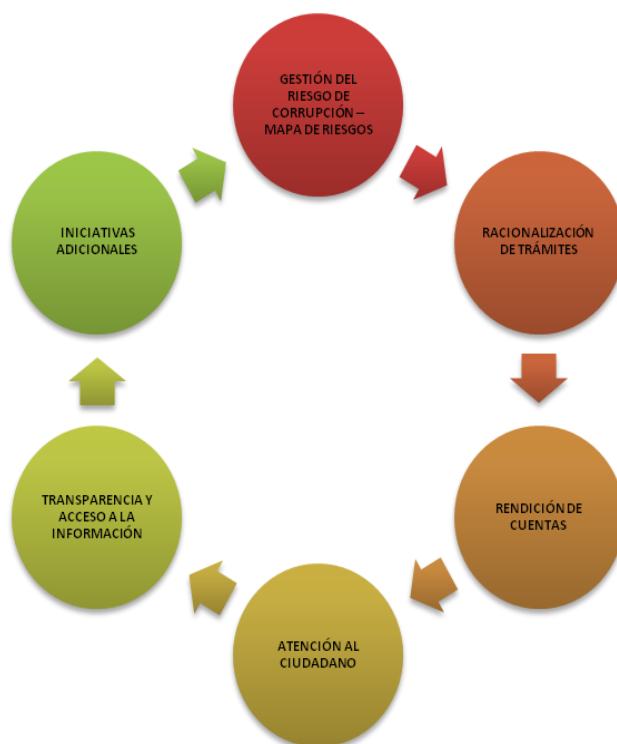 GESTIÓN DEL
RIESGO DE
CORRUPCIÓN –
MAPA DE RIESGOS
RACIONALIZACIÓN
DE TRÁMITES
RENDICIÓN DE
CUENTAS
ATENCIÓN AL
CIUDADANO
TRANSPARENCIA Y
ACCESO A LA
INFORMACIÓN
INICIATIVAS
ADICIONALES